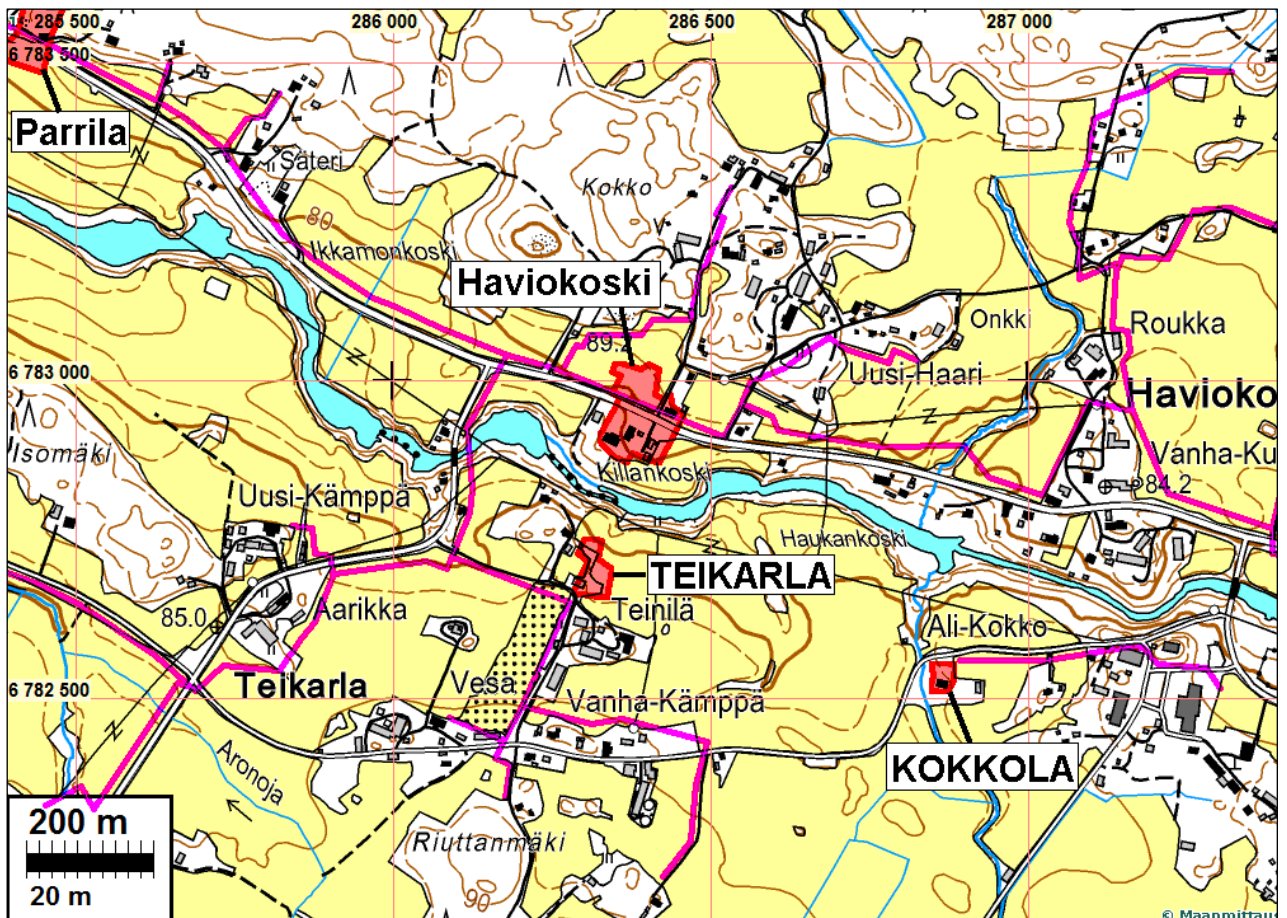 285 500
286 000
286 500
287 000
6 783 500
Parrila
Säteri
Kokko
80
Ikkamonkoski
Haviokoski
Onkki
Roukka
89.2
6 783 000
Uusi-Haari
Havioko
Isomäki
Killankoski
Vanha-Ku
P84.2
Uusi-Kämppä
Haukankoski
TEIKARLA
Aarikka
Teinilä
85.0
Ali-Kokko
Teikarla
Vesa
6 782 500
Vanha-Kämppä
Aronoja
KOKKOLA
200 m
Riuttanmäki
20 m
90
© Maanmittau